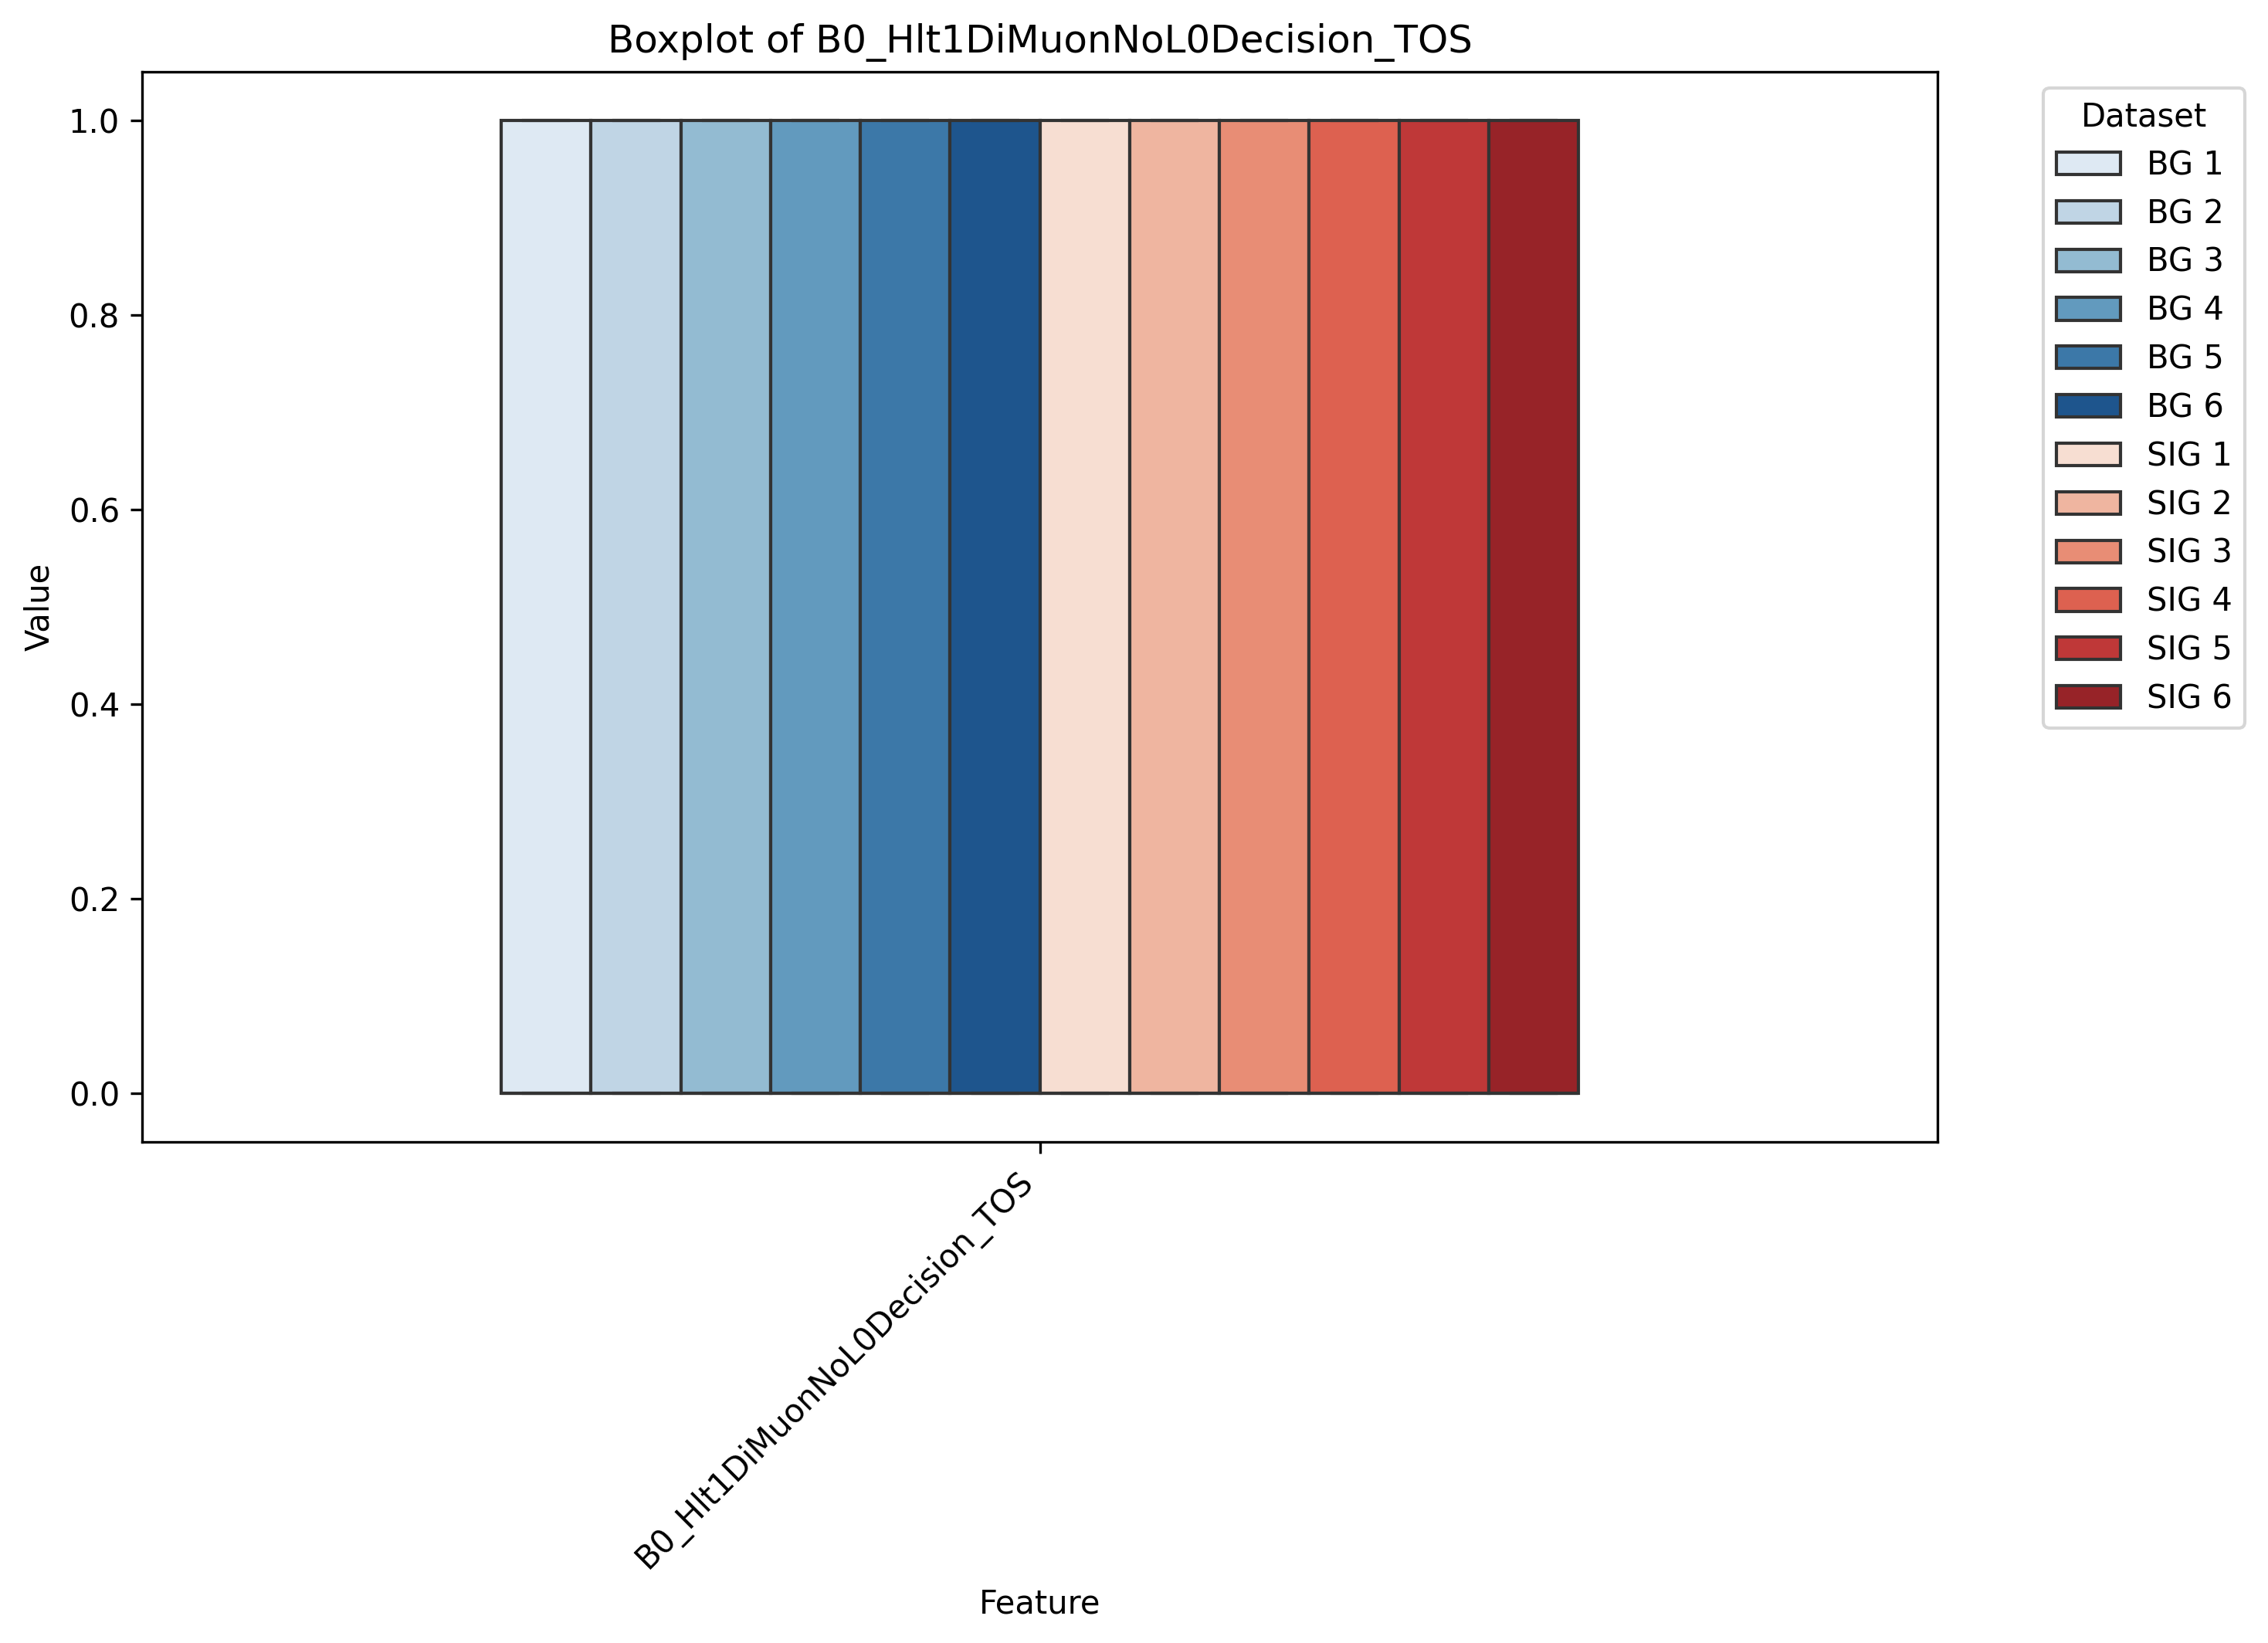 Boxplot of B0_Hlt1DiMuonNoL0Decision_TOS
Value
1.0
0.8
0.6
0.4
0.2
0.0
B0_Hlt1DiMuonNoL0Decision_TOS
Feature
Dataset
BG 1
BG 2
BG 3
BG 4
BG 5
BG 6
SIG 1
SIG 2
SIG 3
SIG 4
SIG 5
SIG 6